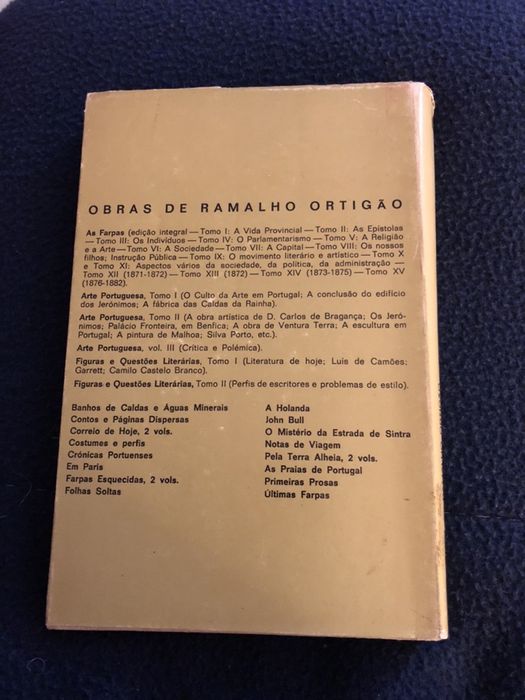 OBRAS DE RAMALHO ORTIGÃO
As Farpas (edição integral — Tomo I: A Vida Provincial — Tomo II: As Epístolas
— Tomo III: Os Indivíduos — Tomo IV: O Parlamentarismo — Tomo V: A Religião
e a Arte — Tomo VI: A Sociedade — Tomo VII: A Capital — Tomo VIII: Os nossos
filhos; Instrução Pública — Tomo IX: O movimento literário e artístico — Tomo X
e Tomo XI: Aspectos vários da sociedade, da política, da administração —
Tomo XII (1871-1872) — Tomo XIII (1872) — Tomo XIV (1873-1875) — Tomo XV
(1876-1882).
Arte Portuguesa, Tomo I (O Culto da Arte em Portugal; A conclusão do edifício
dos Jerónimos; A fábrica das Caldas da Rainha).
Arte Portuguesa, Tomo II (A obra artística de D. Carlos de Bragança; Os Jeró-
nimos; Palácio Fronteira, em Benfica; A obra de Ventura Terra; A escultura em
Portugal; A pintura de Malhoa; Silva Porto, etc.).
Arte Portuguesa, vol. III (Crítica e Polémica).
Figuras e Questões Literárias, Tomo I (Literatura de hoje; Luís de Camões;
Garrett; Camilo Castelo Branco).
Figuras e Questões Literárias, Tomo II (Perfis de escritores e problemas de estilo).
Banhos de Caldas e Águas Minerais
Contos e Páginas Dispersas
Correio de Hoje, 2 vols.
Costumes e perfis
Crónicas Portuenses
Em Paris
Farpas Esquecidas, 2 vols.
Folhas Soltas
A Holanda
John Bull
O Mistério da Estrada de Sintra
Notas de Viagem
Pela Terra Alheia, 2 vols.
As Praias de Portugal
Primeiras Prosas
Últimas Farpas